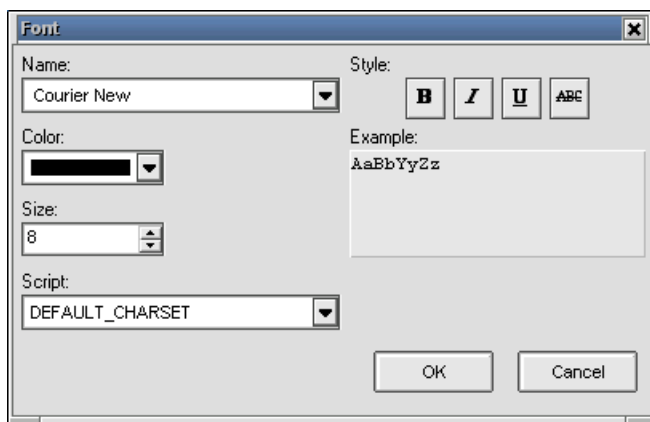 Font
Name:
Courier New
Style:
B I U ABC
Color:
Example:
AaBbYyZz
Size:
8
Script:
DEFAULT_CHARSET
OK Cancel